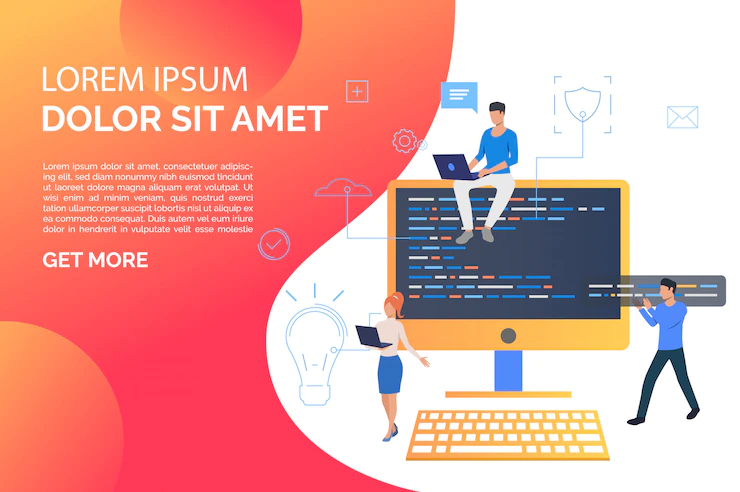 LOREM IPSUM
DOLOR SIT AMET
Lorem ipsum dolor sit amet, consectetuer adipisc-
ing elit, sed diam nonummy nibh euismod tincidunt
ut laoreet dolore magna aliquam erat volutpat. Ut
wisi enim ad minim veniam, quis nostrud exerci
tation ullamcorper suscipit lobortis nisl ut aliquip
ex ea commodo consequat. Duis autem vel eum iriure
dolor in hendrerit in vulputate velit esse molestie
GET MORE